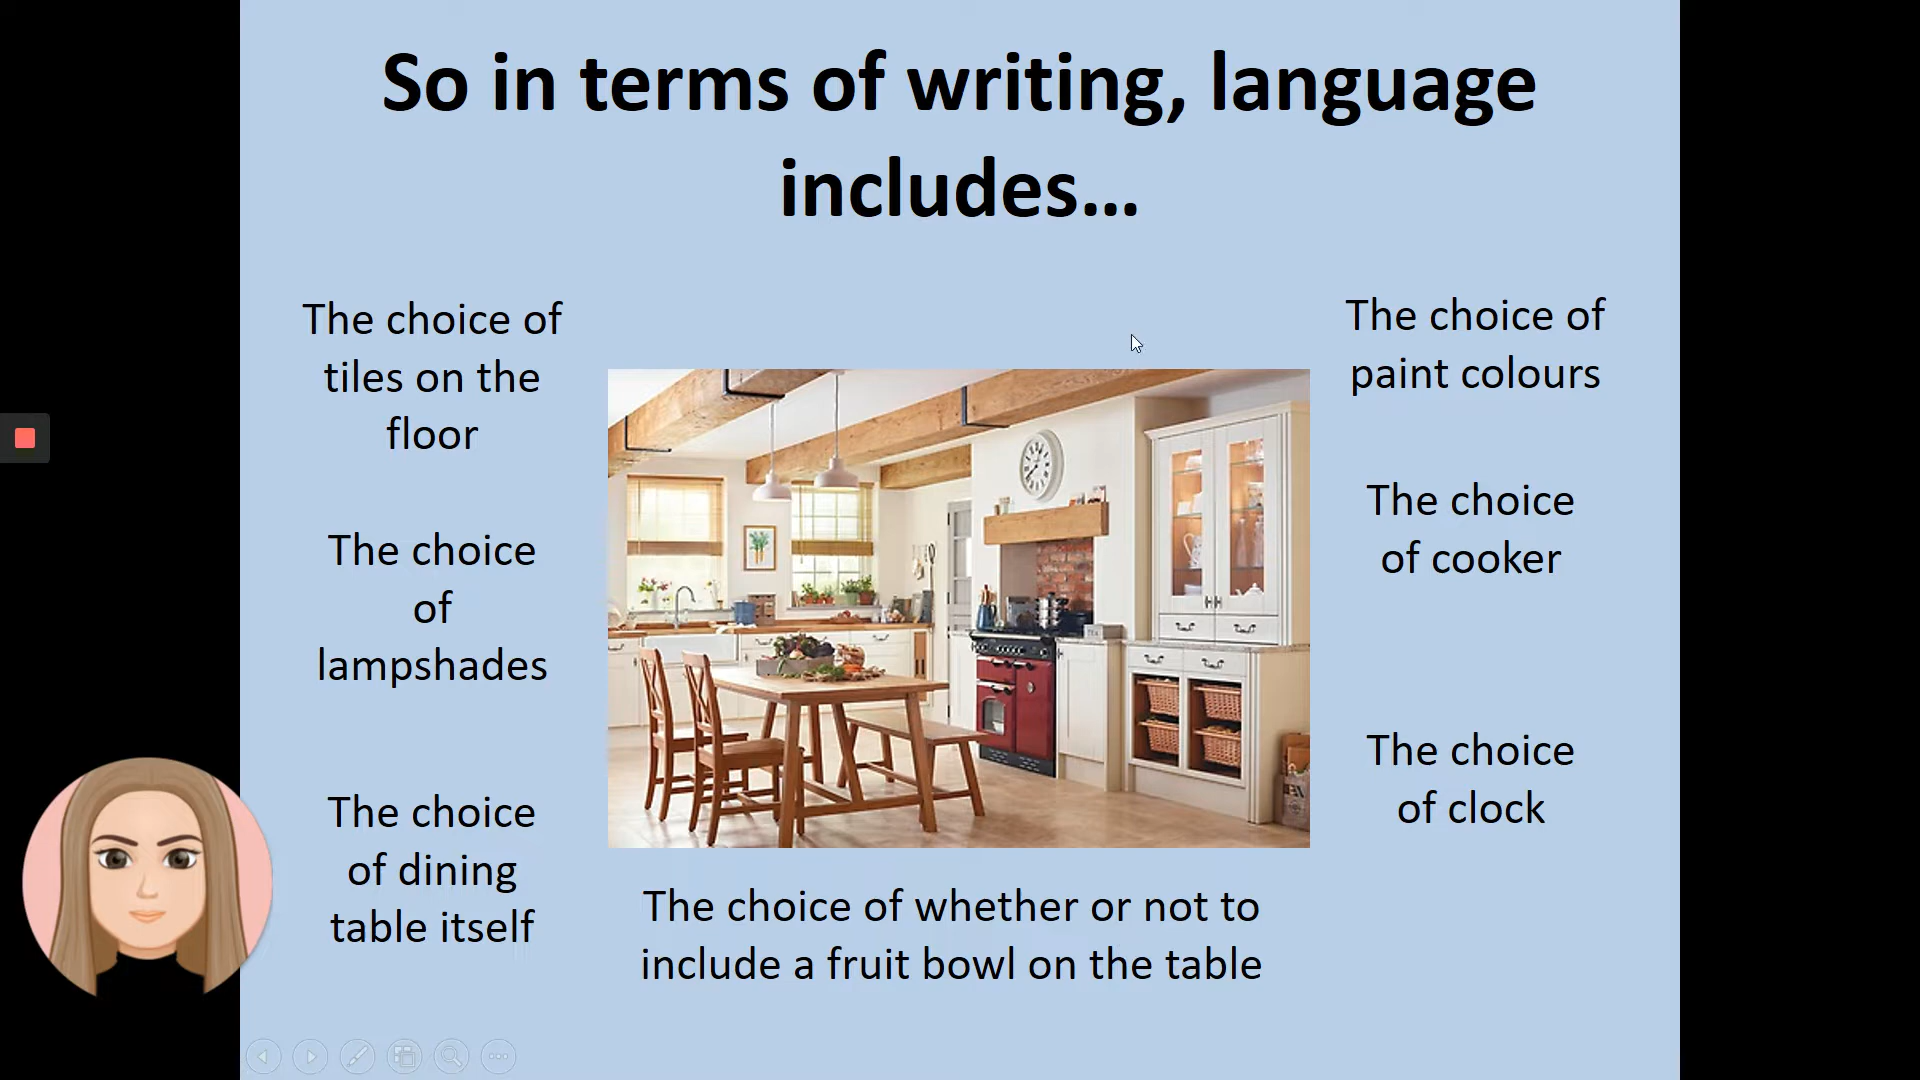 So in terms of writing, language
includes...
The choice of
tiles on the
floor
The choice
of
lampshades
The choice
of dining
table itself
The choice of whether or not to
include a fruit bowl on the table
The choice of
paint colours
The choice
of cooker
The choice
of clock